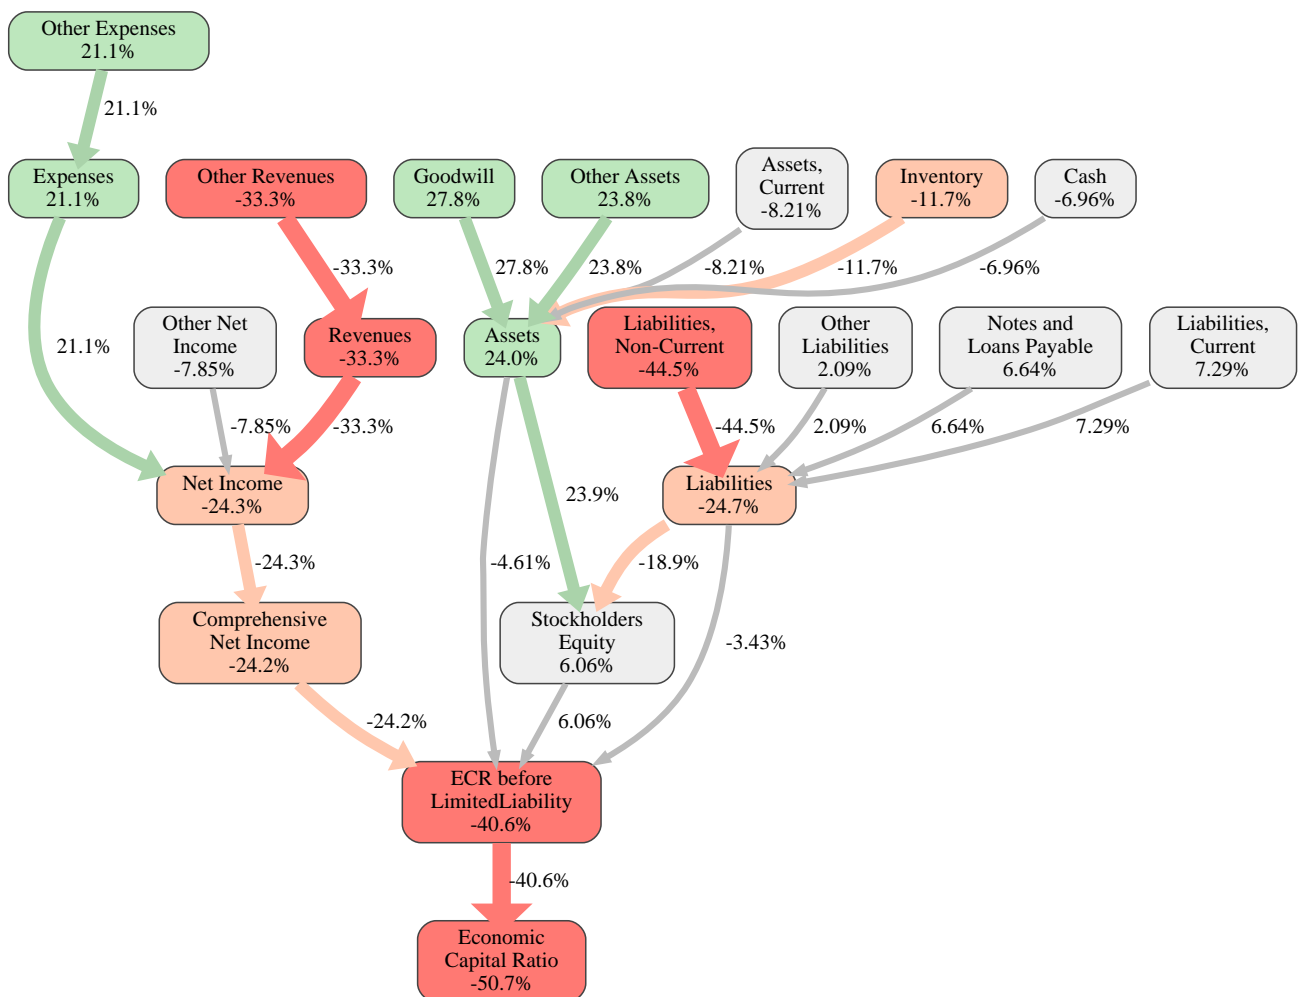 Other Expenses
21.1%
21.1%
Expenses
21.1%
Other Revenues
-33.3%
Goodwill
27.8%
Other Assets
23.8%
Assets,
Current
-8.21%
Inventory
-11.7%
Cash
-6.96%
-33.3%
27.8%
23.8%
-8.21%
-11.7%
-6.96%
21.1%
Other Net
Income
-7.85%
Revenues
-33.3%
Assets
24.0%
Liabilities,
Non-Current
-44.5%
Other
Liabilities
2.09%
Notes and
Loans Payable
6.64%
Liabilities,
Current
7.29%
-7.85%
-33.3%
-44.5%
2.09%
6.64%
7.29%
Net Income
-24.3%
23.9%
Liabilities
-24.7%
-24.3%
-4.61%
-18.9%
Comprehensive
Net Income
-24.2%
Stockholders
Equity
6.06%
-3.43%
-24.2%
6.06%
ECR before
LimitedLiability
-40.6%
-40.6%
Economic
Capital Ratio
-50.7%